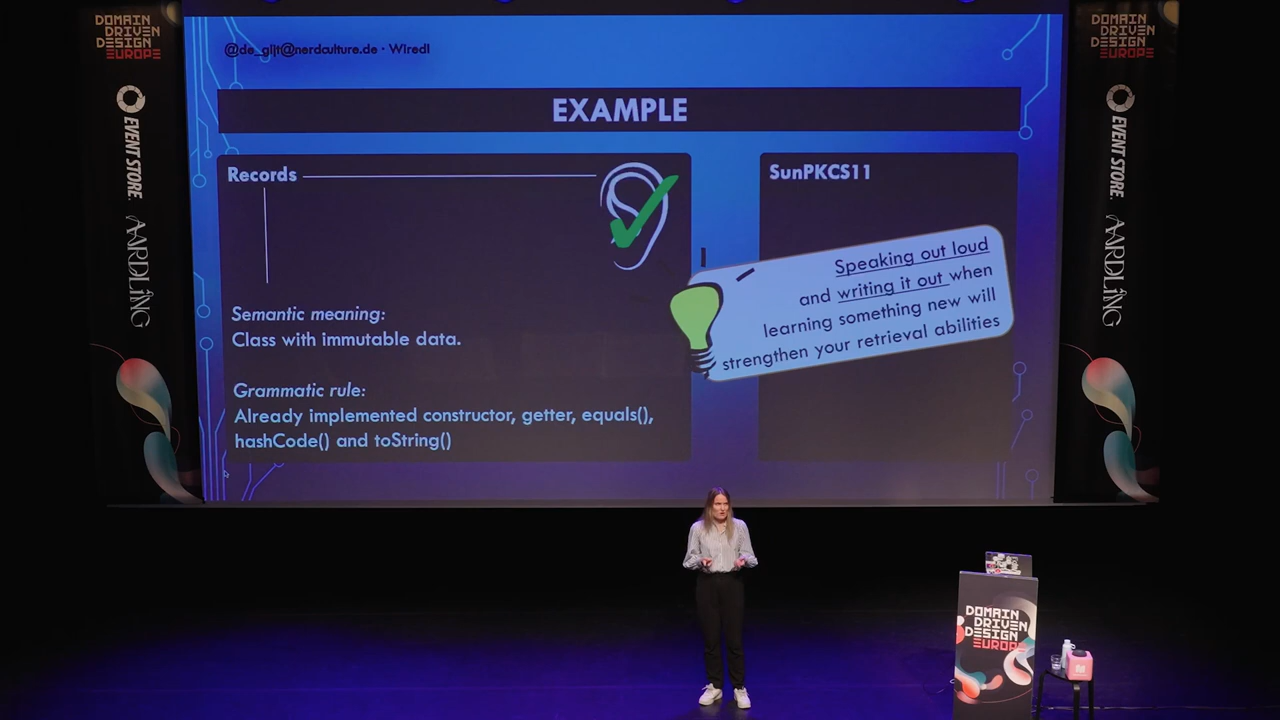 DOMAIN
DRIVEN
DESIGN
EUROPE
EVENT STORE.
AARDLING
@de_gijt@nerdculture.de · WIredI
EXAMPLE
Records
Semantic meaning:
Class with immutable data.
Grammatic rule:
Already implemented constructor, getter, equals(),
hashCode() and toString()
SunPKCS11
Speaking out loud
and writing it out when
learning something new will
strengthen your retrieval abilities
DOMAIN
DRIVEN
DESIGN
EUROPE
EVENT STORE.
AARDLING
DOMAIN
DRIVEN
DESIGN
EUROPE